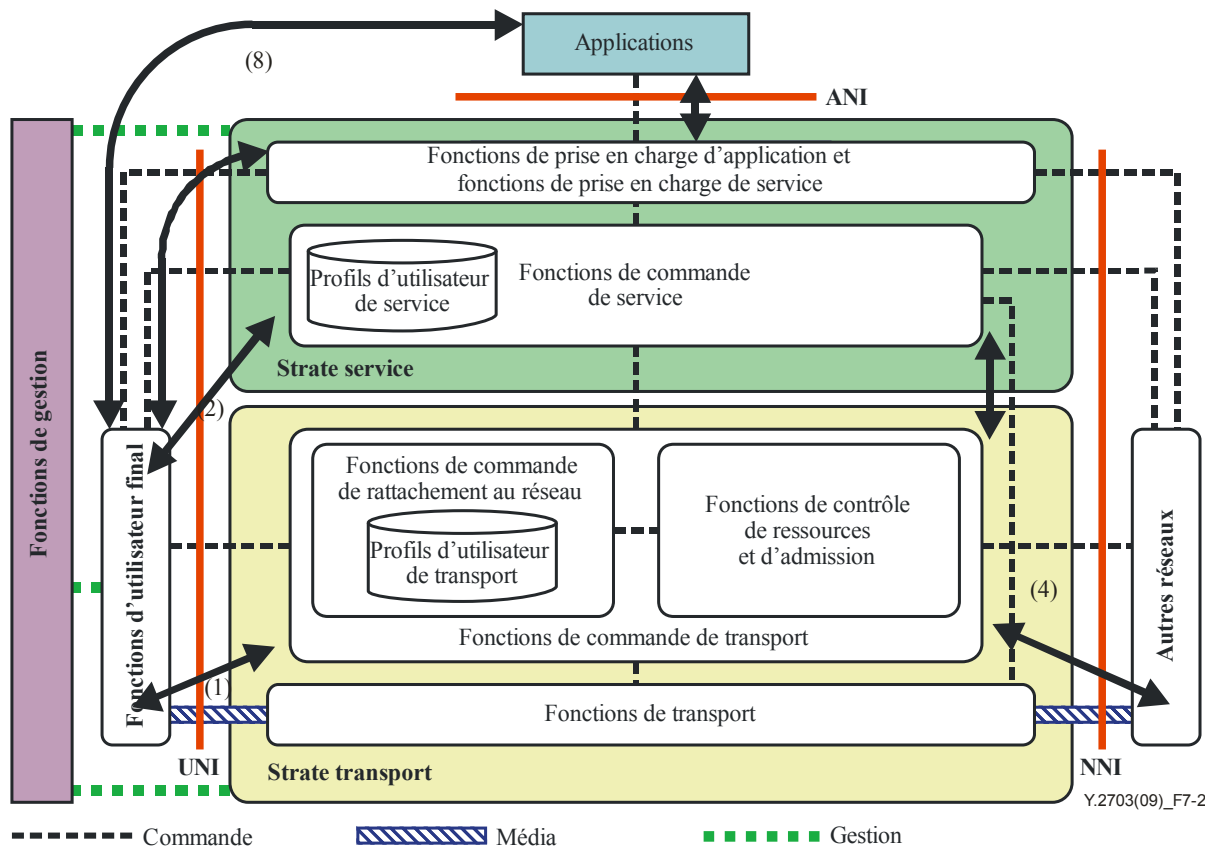 Applications
(8)
ANI
Fonctions de prise en charge d'application et
fonctions de prise en charge de service
Profils d'utilisateur
de service
Fonctions de commande
de service
Strate service
(2)
Fonctions de gestion
Fonctions d'utilisateur final
Fonctions de commande
de rattachement au réseau
Profils d'utilisateur
de transport
Fonctions de contrôle
de ressources
et d'admission
(4)
Autres réseaux
Fonctions de commande de transport
(1)
Fonctions de transport
UNI
Strate transport
NNI
Y.2703(09)_F7-2
Commande
Média
Gestion